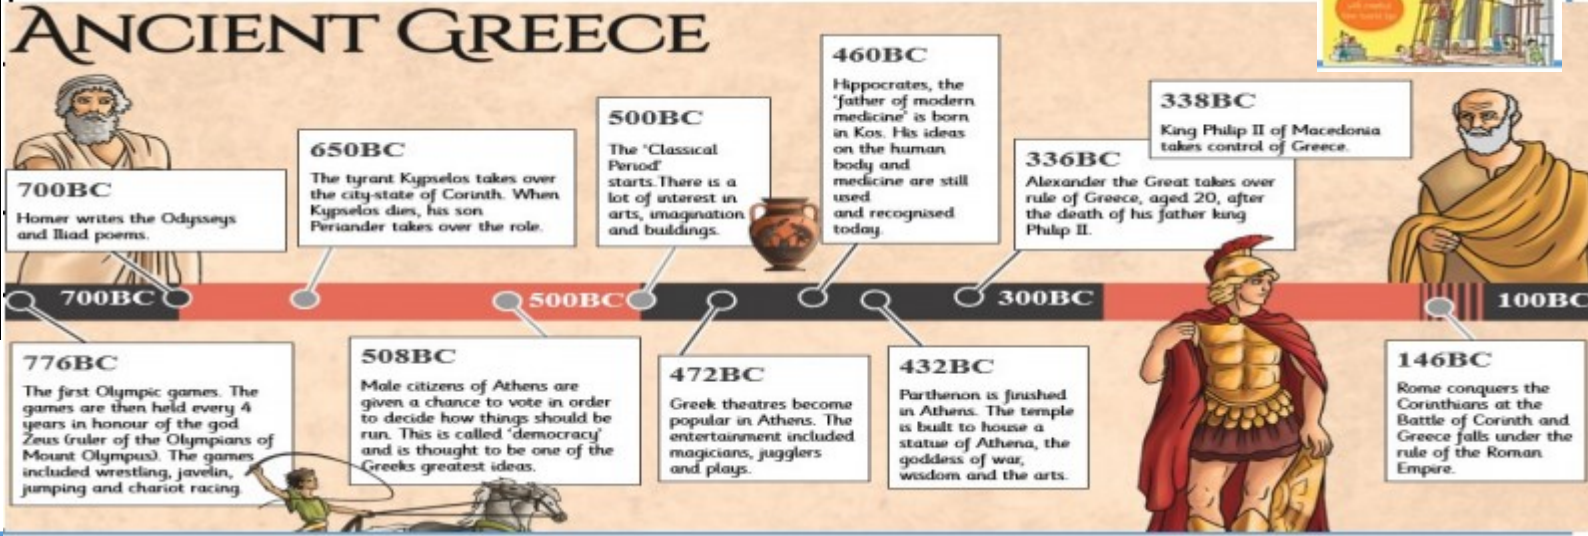 ANCIENT GREECE
700BC
Homer writes the Odysseys
and Iliad poems.
650BC
The tyrant Kypselos takes over
the city-state of Corinth. When
Kypselos dies, his son
Periander takes over the role.
500BC
The 'Classical
Period'
starts.There is a
lot of interest in
arts, imagination
and buildings.
460BC
Hippocrates, the
'father of modern
medicine' is born
in Kos. His ideas
on the human
body and
medicine are still
used
and recognised
today.
336BC
Alexander the Great takes over
rule of Greece, aged 20, after
the death of his father king
Philip II.
338BC
King Philip II of Macedonia
takes control of Greece.
700BC
500BC
300BC
100BC
776BC
The first Olympic games. The
games are then held every 4
years in honour of the god
Zeus (ruler of the Olympians of
Mount Olympus). The games
included wrestling, javelin,
jumping and chariot racing.
508BC
Male citizens of Athens are
given a chance to vote in order
to decide how things should be
run. This is called 'democracy'
and is thought to be one of the
Greeks greatest ideas.
472BC
Greek theatres become
popular in Athens. The
entertainment included
magicians, jugglers
and plays.
432BC
Parthenon is finished
in Athens. The temple
is built to house a
statue of Athena, the
goddess of war,
wisdom and the arts.
146BC
Rome conquers the
Corinthians at the
Battle of Corinth and
Greece falls under the
rule of the Roman
Empire.